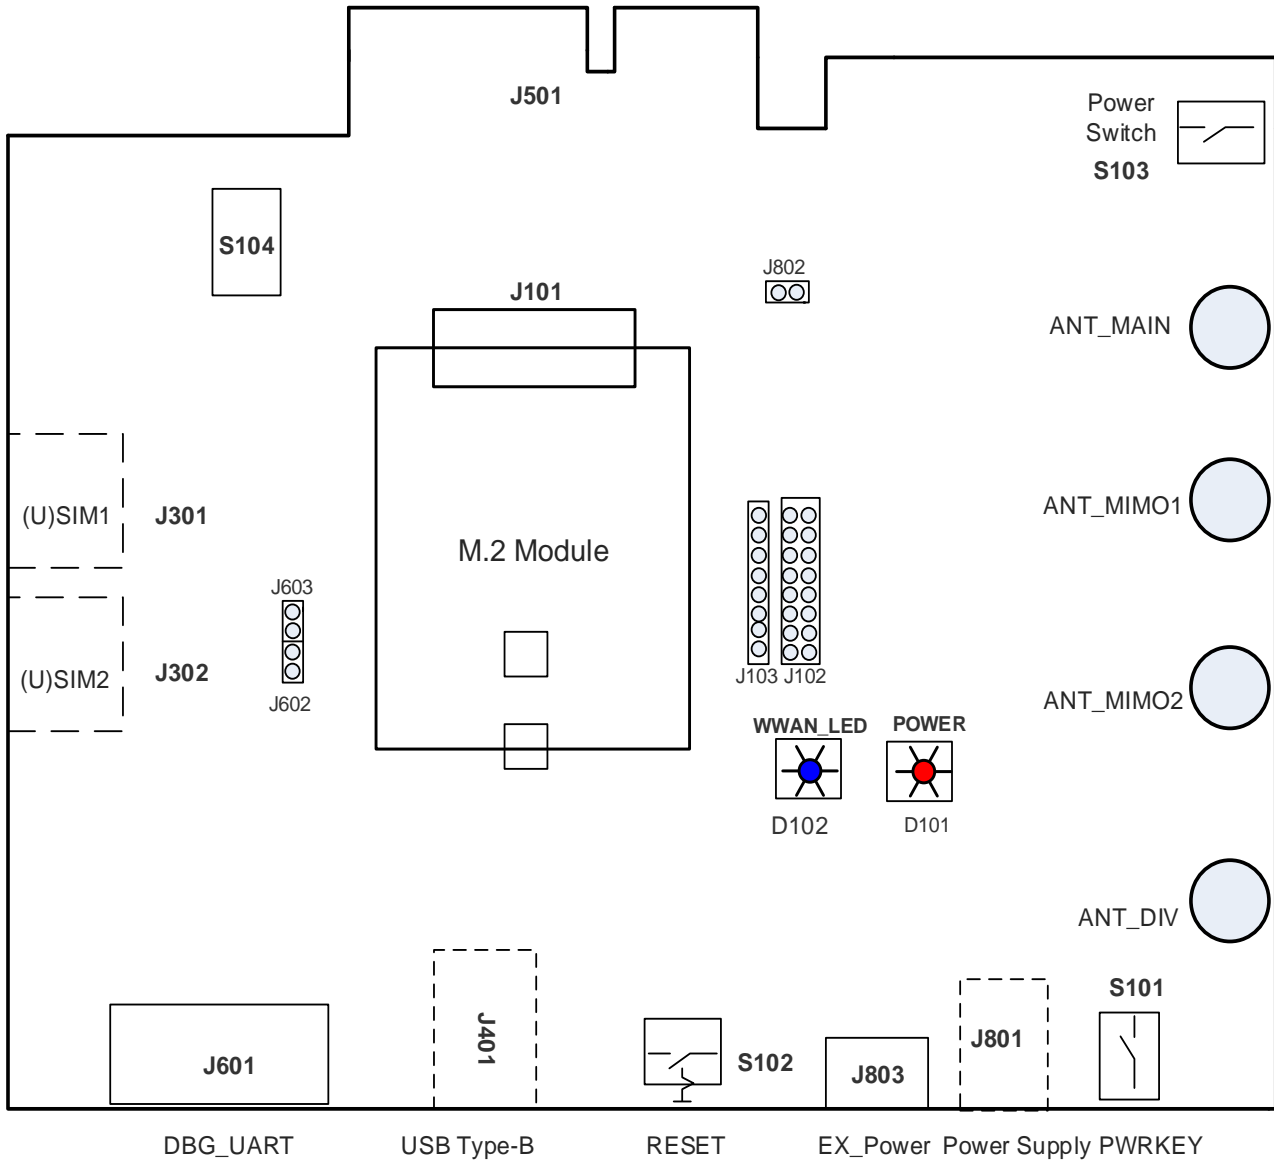 J501
Power
Switch
S103
S104
J802
J101
ANT_MAIN
(U)SIM1
J301
ANT_MIMO1
M.2 Module
J603
(U)SIM2
J302
J602
J103
J102
ANT_MIMO2
WWAN_LED
POWER
D102
D101
ANT_DIV
S101
J601
J401
S102
J803
J801
DBG_UART
USB Type-B
RESET
EX_Power
Power Supply
PWRKEY